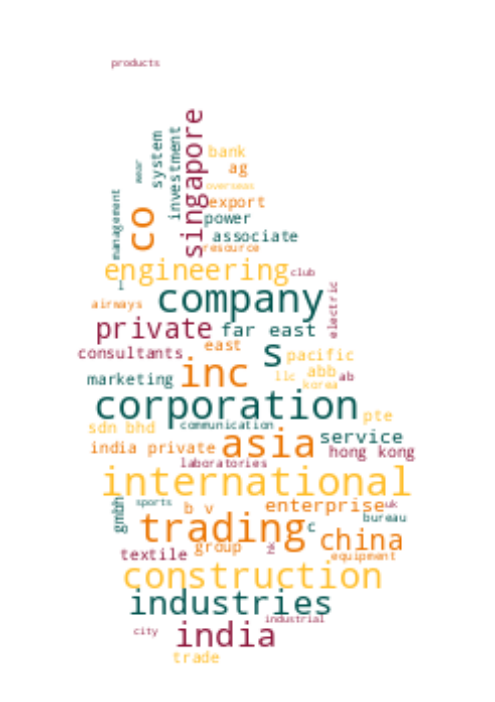 products
singapore
system
investment
wear
bank
ag
overseas
management
co
export
power
associate
resource
engineering
club
l
company
electric
airways
private
far east
consultants
east
s
pacific
inc
marketing
llc
abb
ab
korea
corporation
pte
sdn bhd
communication
asia
service
india private
hong kong
laboratories
international
gmbh
sports
b v
enterprise
uk
trading
c
bureau
china
textile
group
hk
equipment
construction
industries
industrial
city
india
trade